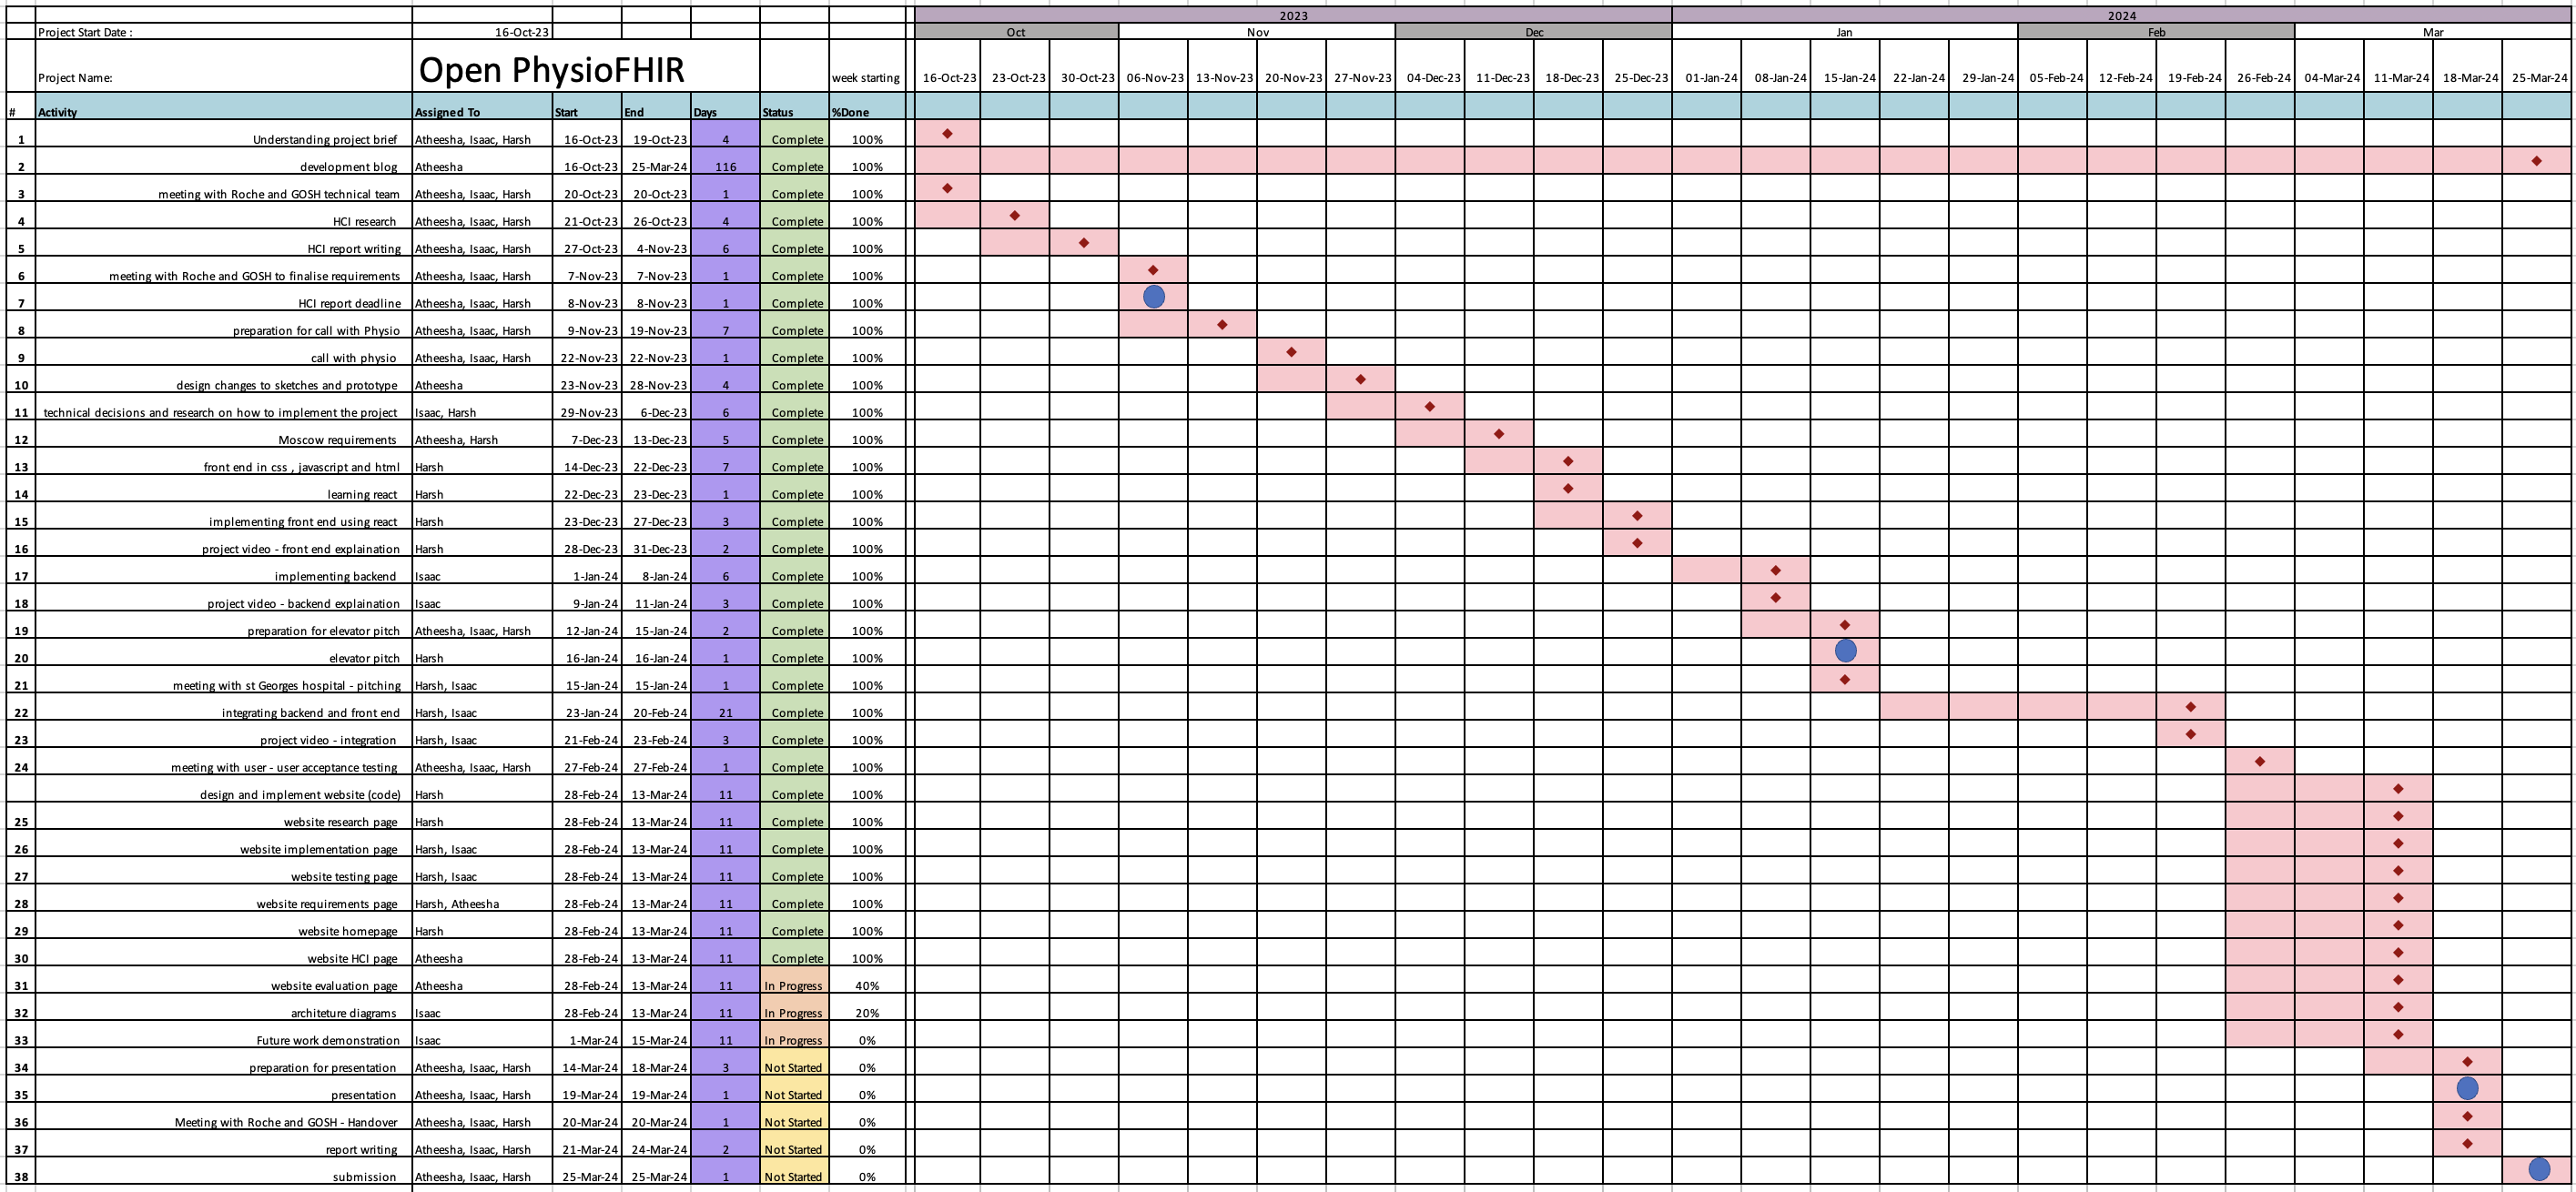 2023 2024
Project Start Date : 16-Oct-23 Oct Nov Dec Jan Feb Mar
Project Name: Open PhysioFHIR week starting 16-Oct-23 23-Oct-23 30-Oct-23 06-Nov-23 13-Nov-23 20-Nov-23 27-Nov-23 04-Dec-23 11-Dec-23 18-Dec-23 25-Dec-23 01-Jan-24 08-Jan-24 15-Jan-24 22-Jan-24 29-Jan-24 05-Feb-24 12-Feb-24 19-Feb-24 26-Feb-24 04-Mar-24 11-Mar-24 18-Mar-24 25-Mar-24
# Activity Assigned To Start End Days Status %Done
1 Understanding project brief Atheesha, Isaac, Harsh 16-Oct-23 19-Oct-23 4 Complete 100%
2 development blog Atheesha 16-Oct-23 25-Mar-24 116 Complete 100%
3 meeting with Roche and GOSH technical team Atheesha, Isaac, Harsh 20-Oct-23 20-Oct-23 1 Complete 100%
4 HCI research Atheesha, Isaac, Harsh 21-Oct-23 26-Oct-23 4 Complete 100%
5 HCI report writing Atheesha, Isaac, Harsh 27-Oct-23 4-Nov-23 6 Complete 100%
6 meeting with Roche and GOSH to finalise requirements Atheesha, Isaac, Harsh 7-Nov-23 7-Nov-23 1 Complete 100%
7 HCI report deadline Atheesha, Isaac, Harsh 8-Nov-23 8-Nov-23 1 Complete 100%
8 preparation for call with Physio Atheesha, Isaac, Harsh 9-Nov-23 19-Nov-23 7 Complete 100%
9 call with physio Atheesha, Isaac, Harsh 22-Nov-23 22-Nov-23 1 Complete 100%
10 design changes to sketches and prototype Atheesha 23-Nov-23 28-Nov-23 4 Complete 100%
11 technical decisions and research on how to implement the project Isaac, Harsh 29-Nov-23 6-Dec-23 6 Complete 100%
12 Moscow requirements Atheesha, Harsh 7-Dec-23 13-Dec-23 5 Complete 100%
13 front end in css , javascript and html Harsh 14-Dec-23 22-Dec-23 7 Complete 100%
14 learning react Harsh 22-Dec-23 23-Dec-23 1 Complete 100%
15 implementing front end using react Harsh 23-Dec-23 27-Dec-23 3 Complete 100%
16 project video - front end explaination Harsh 28-Dec-23 31-Dec-23 2 Complete 100%
17 implementing backend Isaac 1-Jan-24 8-Jan-24 6 Complete 100%
18 project video - backend explaination Isaac 9-Jan-24 11-Jan-24 3 Complete 100%
19 preparation for elevator pitch Atheesha, Isaac, Harsh 12-Jan-24 15-Jan-24 2 Complete 100%
20 elevator pitch Harsh 16-Jan-24 16-Jan-24 1 Complete 100%
21 meeting with st Georges hospital - pitching Harsh, Isaac 15-Jan-24 15-Jan-24 1 Complete 100%
22 integrating backend and front end Harsh, Isaac 23-Jan-24 20-Feb-24 21 Complete 100%
23 project video - integration Harsh, Isaac 21-Feb-24 23-Feb-24 3 Complete 100%
24 meeting with user - user acceptance testing Atheesha, Isaac, Harsh 27-Feb-24 27-Feb-24 1 Complete 100%
design and implement website (code) Harsh 28-Feb-24 13-Mar-24 11 Complete 100%
25 website research page Harsh 28-Feb-24 13-Mar-24 11 Complete 100%
26 website implementation page Harsh, Isaac 28-Feb-24 13-Mar-24 11 Complete 100%
27 website testing page Harsh, Isaac 28-Feb-24 13-Mar-24 11 Complete 100%
28 website requirements page Harsh, Atheesha 28-Feb-24 13-Mar-24 11 Complete 100%
29 website homepage Harsh 28-Feb-24 13-Mar-24 11 Complete 100%
30 website HCI page Atheesha 28-Feb-24 13-Mar-24 11 Complete 100%
31 website evaluation page Atheesha 28-Feb-24 13-Mar-24 11 In Progress 40%
32 architeture diagrams Isaac 28-Feb-24 13-Mar-24 11 In Progress 20%
33 Future work demonstration Isaac 1-Mar-24 15-Mar-24 11 In Progress 0%
34 preparation for presentation Atheesha, Isaac, Harsh 14-Mar-24 18-Mar-24 3 Not Started 0%
35 presentation Atheesha, Isaac, Harsh 19-Mar-24 19-Mar-24 1 Not Started 0%
36 Meeting with Roche and GOSH - Handover Atheesha, Isaac, Harsh 20-Mar-24 20-Mar-24 1 Not Started 0%
37 report writing Atheesha, Isaac, Harsh 21-Mar-24 24-Mar-24 2 Not Started 0%
38 submission Atheesha, Isaac, Harsh 25-Mar-24 25-Mar-24 1 Not Started 0%